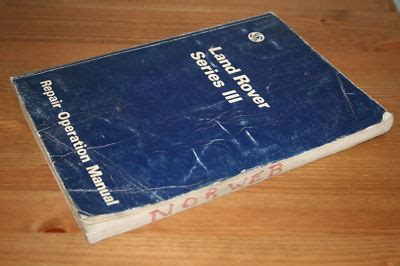 Land Rover
Series III
Repair Operation Manual
NORWEB